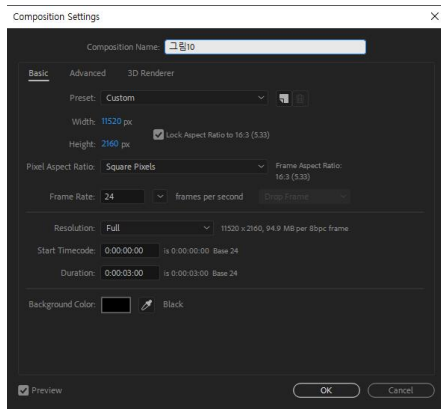 Composition Settings
Composition Name: 그림10
Basic Advanced 3D Renderer
Preset: Custom
Width: 11520 px
Lock Aspect Ratio to 16:3 (5.33)
Height: 2160 px
Pixel Aspect Ratio: Square Pixels Frame Aspect Ratio:
16:3 (5.33)
Frame Rate: 24 frames per second Drop Frame
Resolution: Full 11520 x 2160, 94.9 MB per 8bpc frame
Start Timecode: 0:00:00:00 is 0:00:00:00 Base 24
Duration: 0:00:03:00 is 0:00:03:00 Base 24
Background Color: Black
Preview OK Cancel